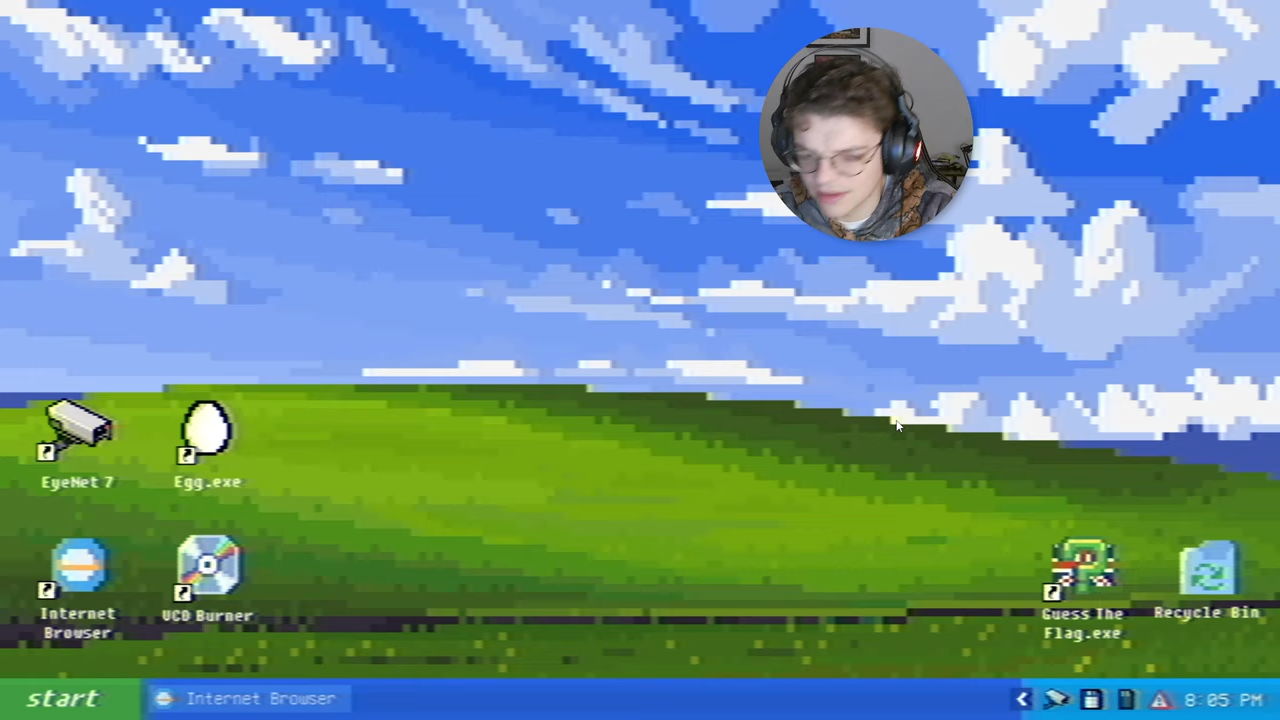 EyeNet 7
Egg.exe
Internet
Browser
VCD Burner
Guess The
Flag.exe
Recycle Bin
start
Internet Browser
8:05 PM